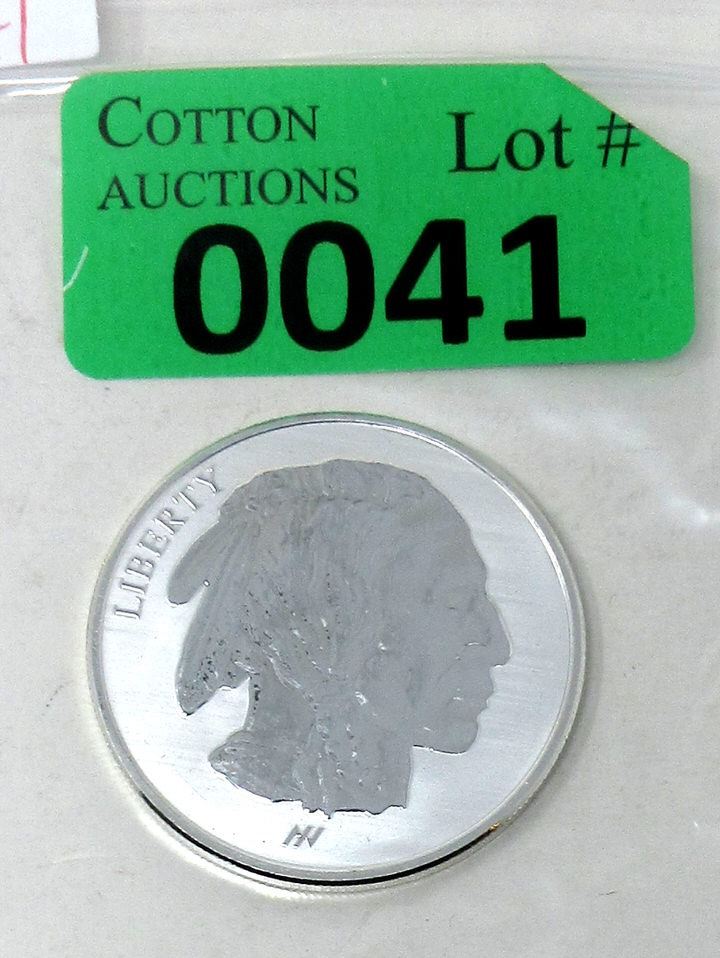 COTTON
AUCTIONS
Lot #
0041
LIBERTY